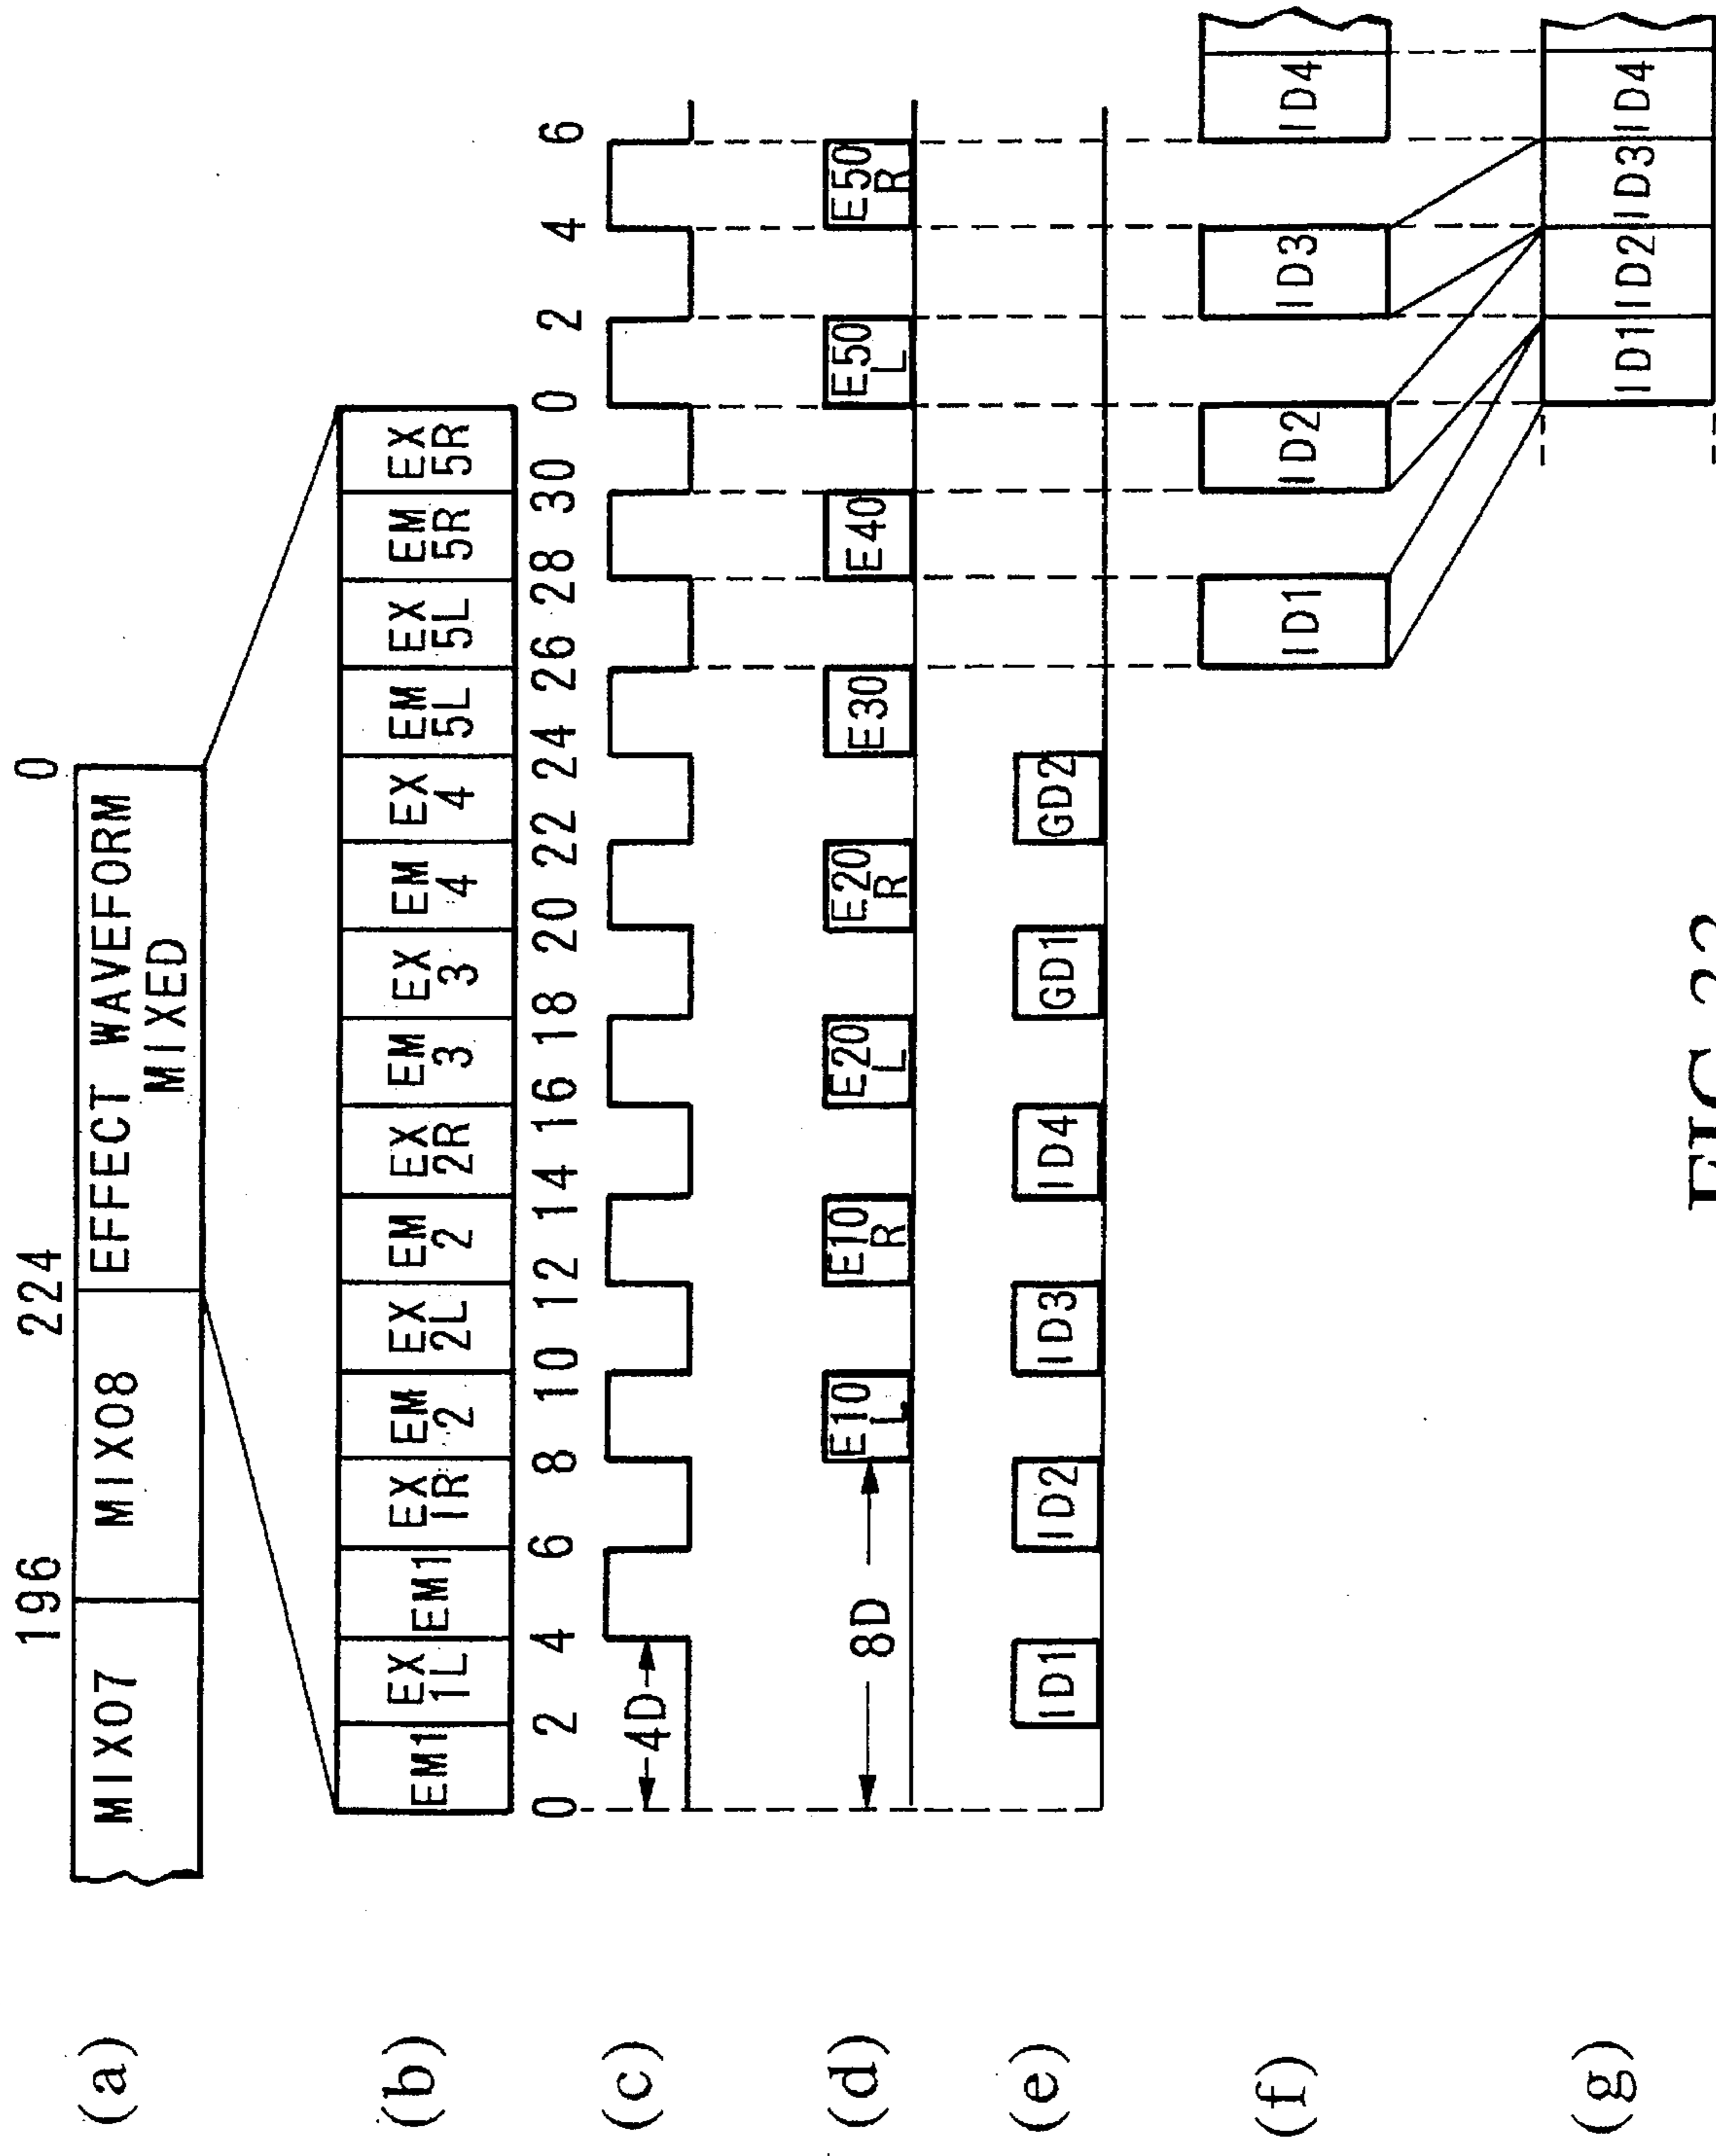 196 224 0
(a) MIX07 MIX08 EFFECT WAVEFORM
MIXED
(b) EM1 EX EM1 EX EM EX EM EX EM EX EM EX EM EX EM EX
1L 1R 2 2L 2 2R 3 3 4 4 5L 5L 5R 5R
0 2 4 6 8 10 12 14 16 18 20 22 24 26 28 30 0 2 4 6
(c) 4D
(d) 8D E10 E10 E20 E20 E30 E40 E50 E50
L R L R L R
(e) ID1 ID2 ID3 ID4 GD1 GD2
(f) ID1 ID2 ID3 ID4
(g) ID1 ID2 ID3 ID4